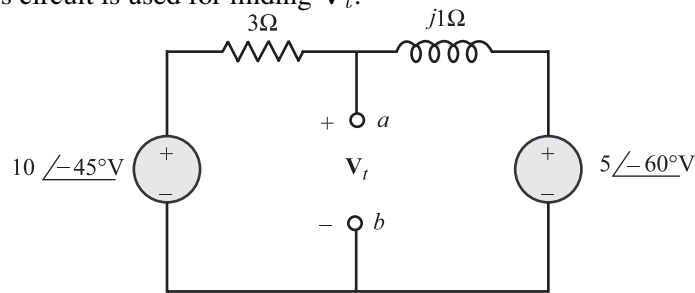 s circuit is used for finding V_t.
3Ω
j1Ω
+ a
10 ∠−45°V
+
−
V_t
+
−
5∠−60°V
− b